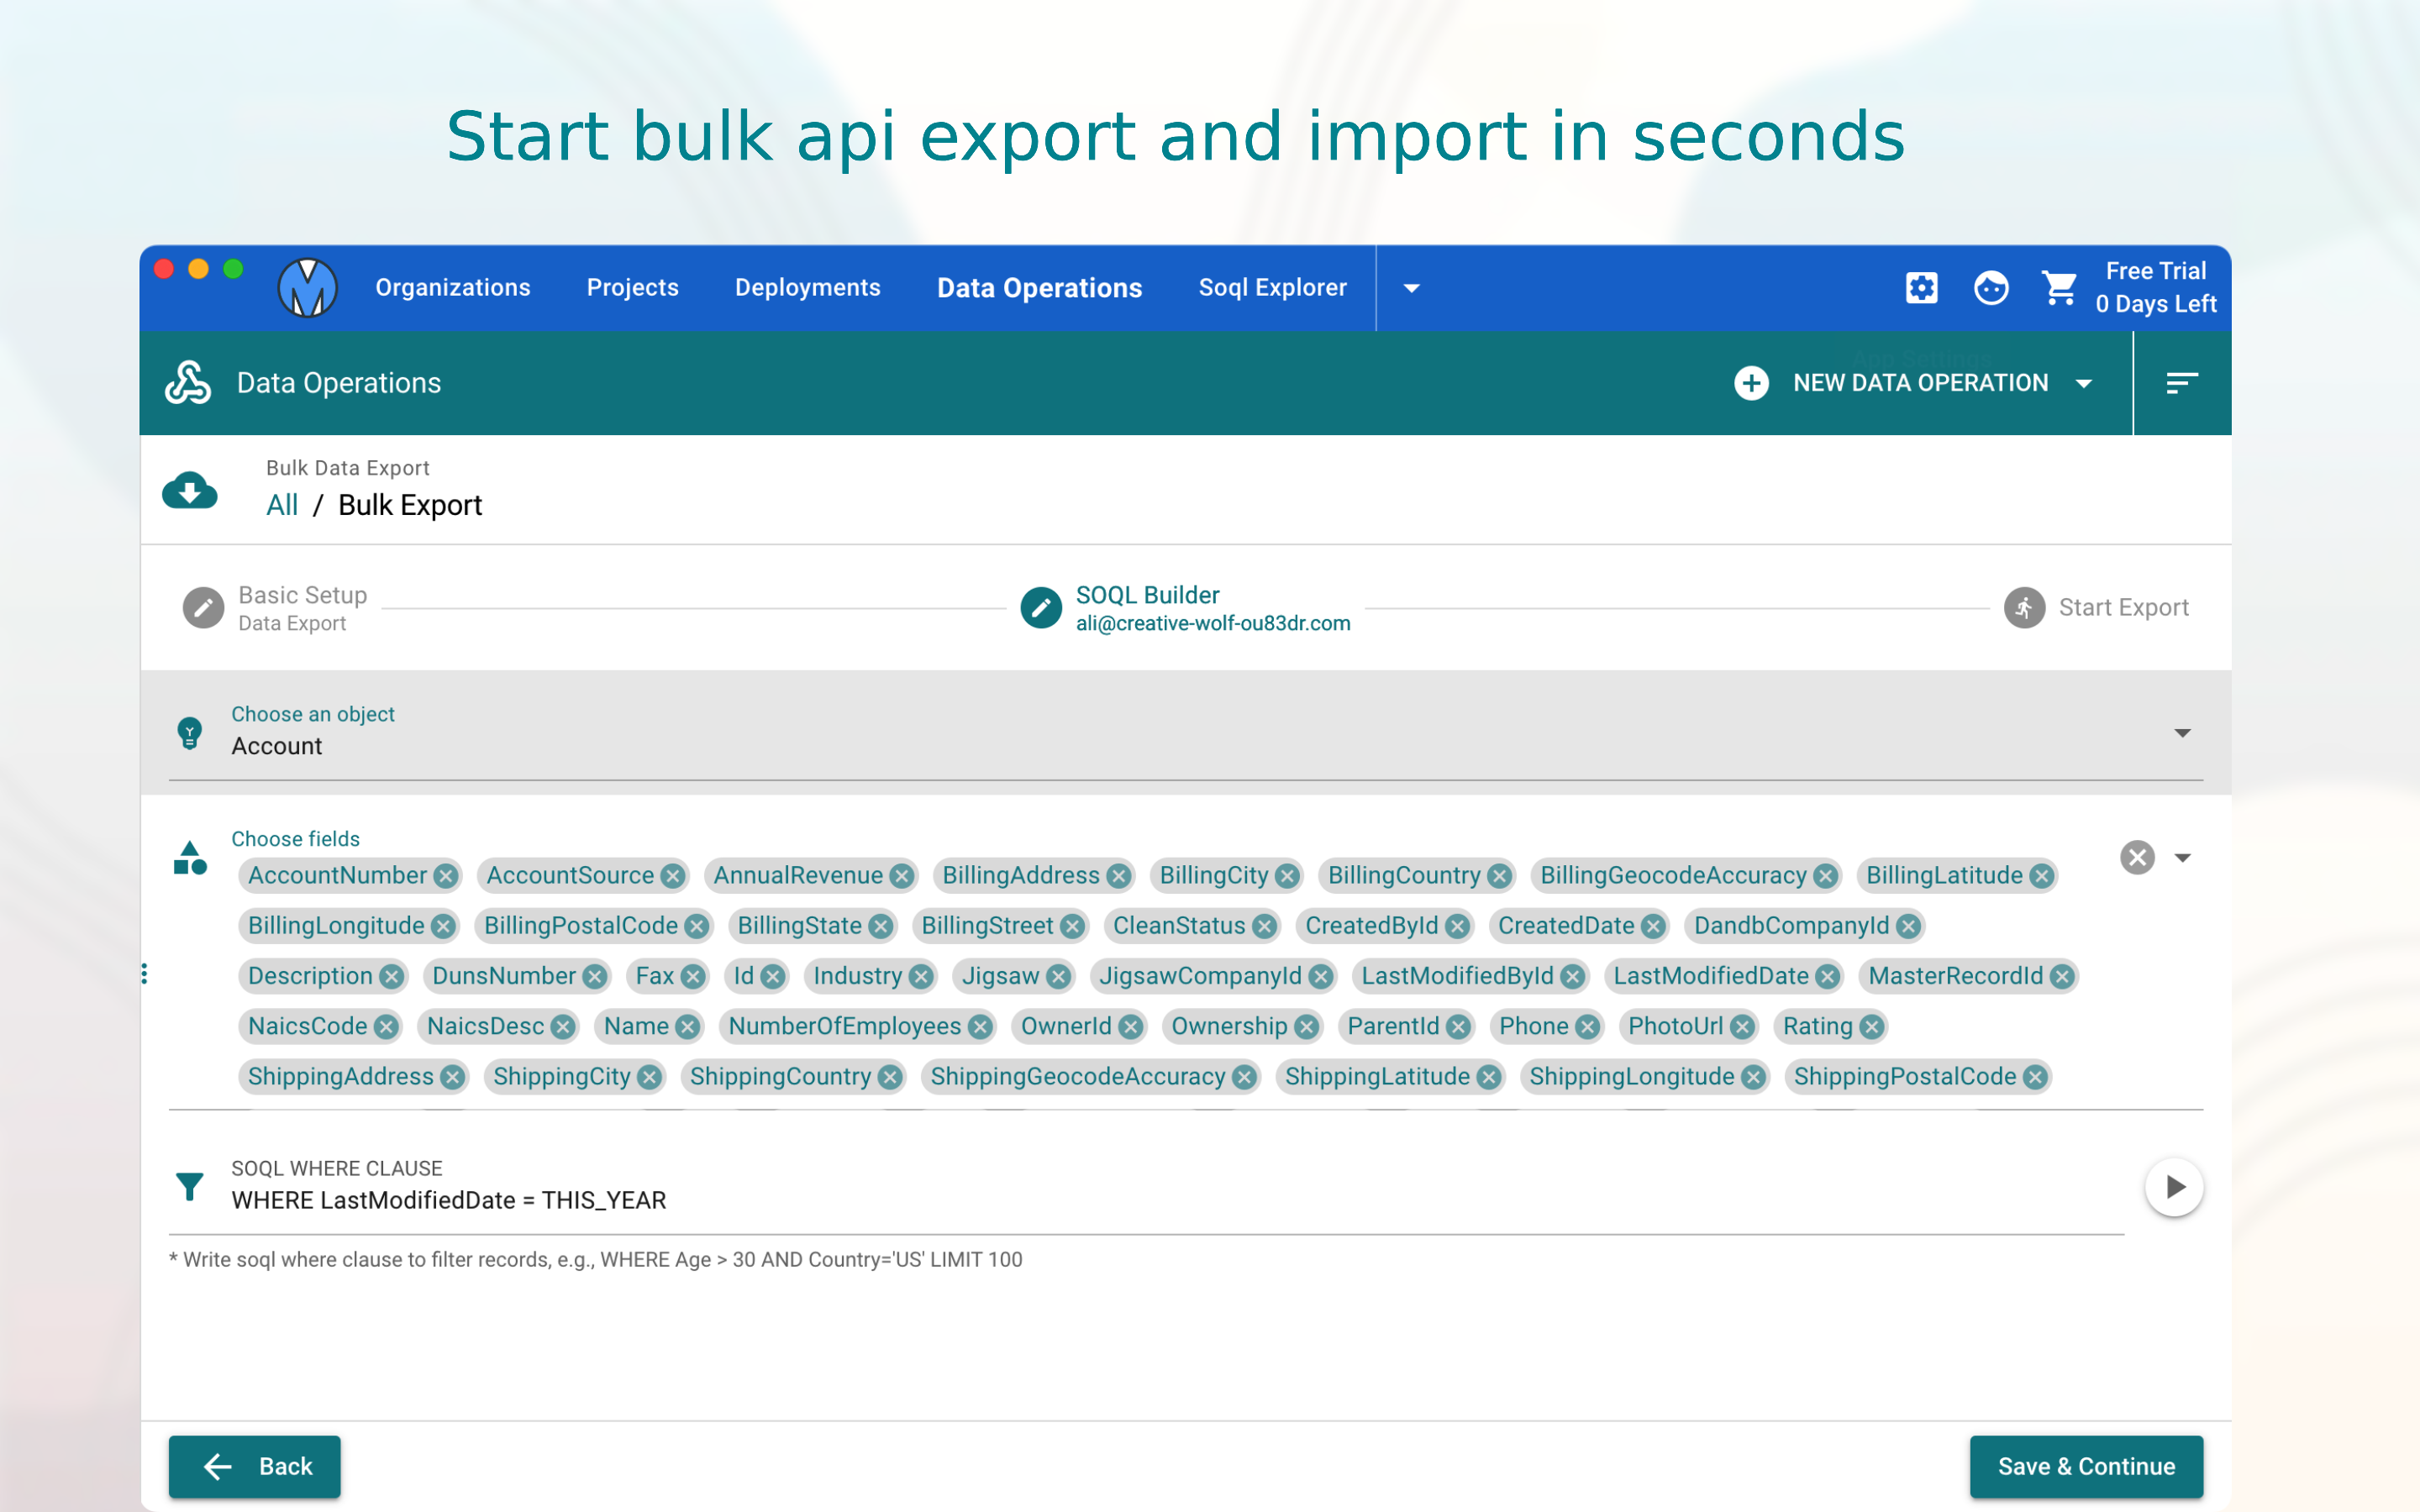 Start bulk api export and import in seconds
Organizations Projects Deployments Data Operations Soql Explorer
Free Trial
0 Days Left
App Settings
Data Operations NEW DATA OPERATION
Bulk Data Export
All / Bulk Export
Basic Setup
Data Export
SOQL Builder
ali@creative-wolf-ou83dr.com
Start Export
Choose an object
Account
Choose fields
AccountNumber AccountSource AnnualRevenue BillingAddress BillingCity BillingCountry BillingGeocodeAccuracy BillingLatitude
BillingLongitude BillingPostalCode BillingState BillingStreet CleanStatus CreatedById CreatedDate DandbCompanyId
Description DunsNumber Fax Id Industry Jigsaw JigsawCompanyId LastModifiedById LastModifiedDate MasterRecordId
NaicsCode NaicsDesc Name NumberOfEmployees OwnerId Ownership ParentId Phone PhotoUrl Rating
ShippingAddress ShippingCity ShippingCountry ShippingGeocodeAccuracy ShippingLatitude ShippingLongitude ShippingPostalCode
SOQL WHERE CLAUSE
WHERE LastModifiedDate = THIS_YEAR
* Write soql where clause to filter records, e.g., WHERE Age > 30 AND Country='US' LIMIT 100
Back Save & Continue